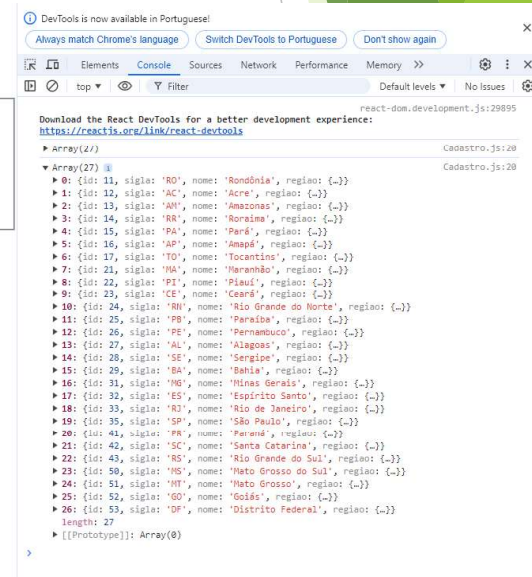 DevTools is now available in Portuguese!
Always match Chrome's language Switch DevTools to Portuguese Don't show again
Elements Console Sources Network Performance Memory
top ▼ Filter Default levels ▼ No Issues
react-dom.development.js:29895
Download the React DevTools for a better development experience:
https://reactjs.org/link/react-devtools
▶ Array(27) Cadastro.js:20
▼ Array(27) i Cadastro.js:20
▶ 0: {id: 11, sigla: 'RO', nome: 'Rondônia', regiao: {…}}
▶ 1: {id: 12, sigla: 'AC', nome: 'Acre', regiao: {…}}
▶ 2: {id: 13, sigla: 'AM', nome: 'Amazonas', regiao: {…}}
▶ 3: {id: 14, sigla: 'RR', nome: 'Roraima', regiao: {…}}
▶ 4: {id: 15, sigla: 'PA', nome: 'Pará', regiao: {…}}
▶ 5: {id: 16, sigla: 'AP', nome: 'Amapá', regiao: {…}}
▶ 6: {id: 17, sigla: 'TO', nome: 'Tocantins', regiao: {…}}
▶ 7: {id: 21, sigla: 'MA', nome: 'Maranhão', regiao: {…}}
▶ 8: {id: 22, sigla: 'PI', nome: 'Piauí', regiao: {…}}
▶ 9: {id: 23, sigla: 'CE', nome: 'Ceará', regiao: {…}}
▶ 10: {id: 24, sigla: 'RN', nome: 'Rio Grande do Norte', regiao: {…}}
▶ 11: {id: 25, sigla: 'PB', nome: 'Paraíba', regiao: {…}}
▶ 12: {id: 26, sigla: 'PE', nome: 'Pernambuco', regiao: {…}}
▶ 13: {id: 27, sigla: 'AL', nome: 'Alagoas', regiao: {…}}
▶ 14: {id: 28, sigla: 'SE', nome: 'Sergipe', regiao: {…}}
▶ 15: {id: 29, sigla: 'BA', nome: 'Bahia', regiao: {…}}
▶ 16: {id: 31, sigla: 'MG', nome: 'Minas Gerais', regiao: {…}}
▶ 17: {id: 32, sigla: 'ES', nome: 'Espírito Santo', regiao: {…}}
▶ 18: {id: 33, sigla: 'RJ', nome: 'Rio de Janeiro', regiao: {…}}
▶ 19: {id: 35, sigla: 'SP', nome: 'São Paulo', regiao: {…}}
▶ 20: {id: 41, sigla: 'PR', nome: 'Paraná', regiao: {…}}
▶ 21: {id: 42, sigla: 'SC', nome: 'Santa Catarina', regiao: {…}}
▶ 22: {id: 43, sigla: 'RS', nome: 'Rio Grande do Sul', regiao: {…}}
▶ 23: {id: 50, sigla: 'MS', nome: 'Mato Grosso do Sul', regiao: {…}}
▶ 24: {id: 51, sigla: 'MT', nome: 'Mato Grosso', regiao: {…}}
▶ 25: {id: 52, sigla: 'GO', nome: 'Goiás', regiao: {…}}
▶ 26: {id: 53, sigla: 'DF', nome: 'Distrito Federal', regiao: {…}}
length: 27
▶ [[Prototype]]: Array(0)